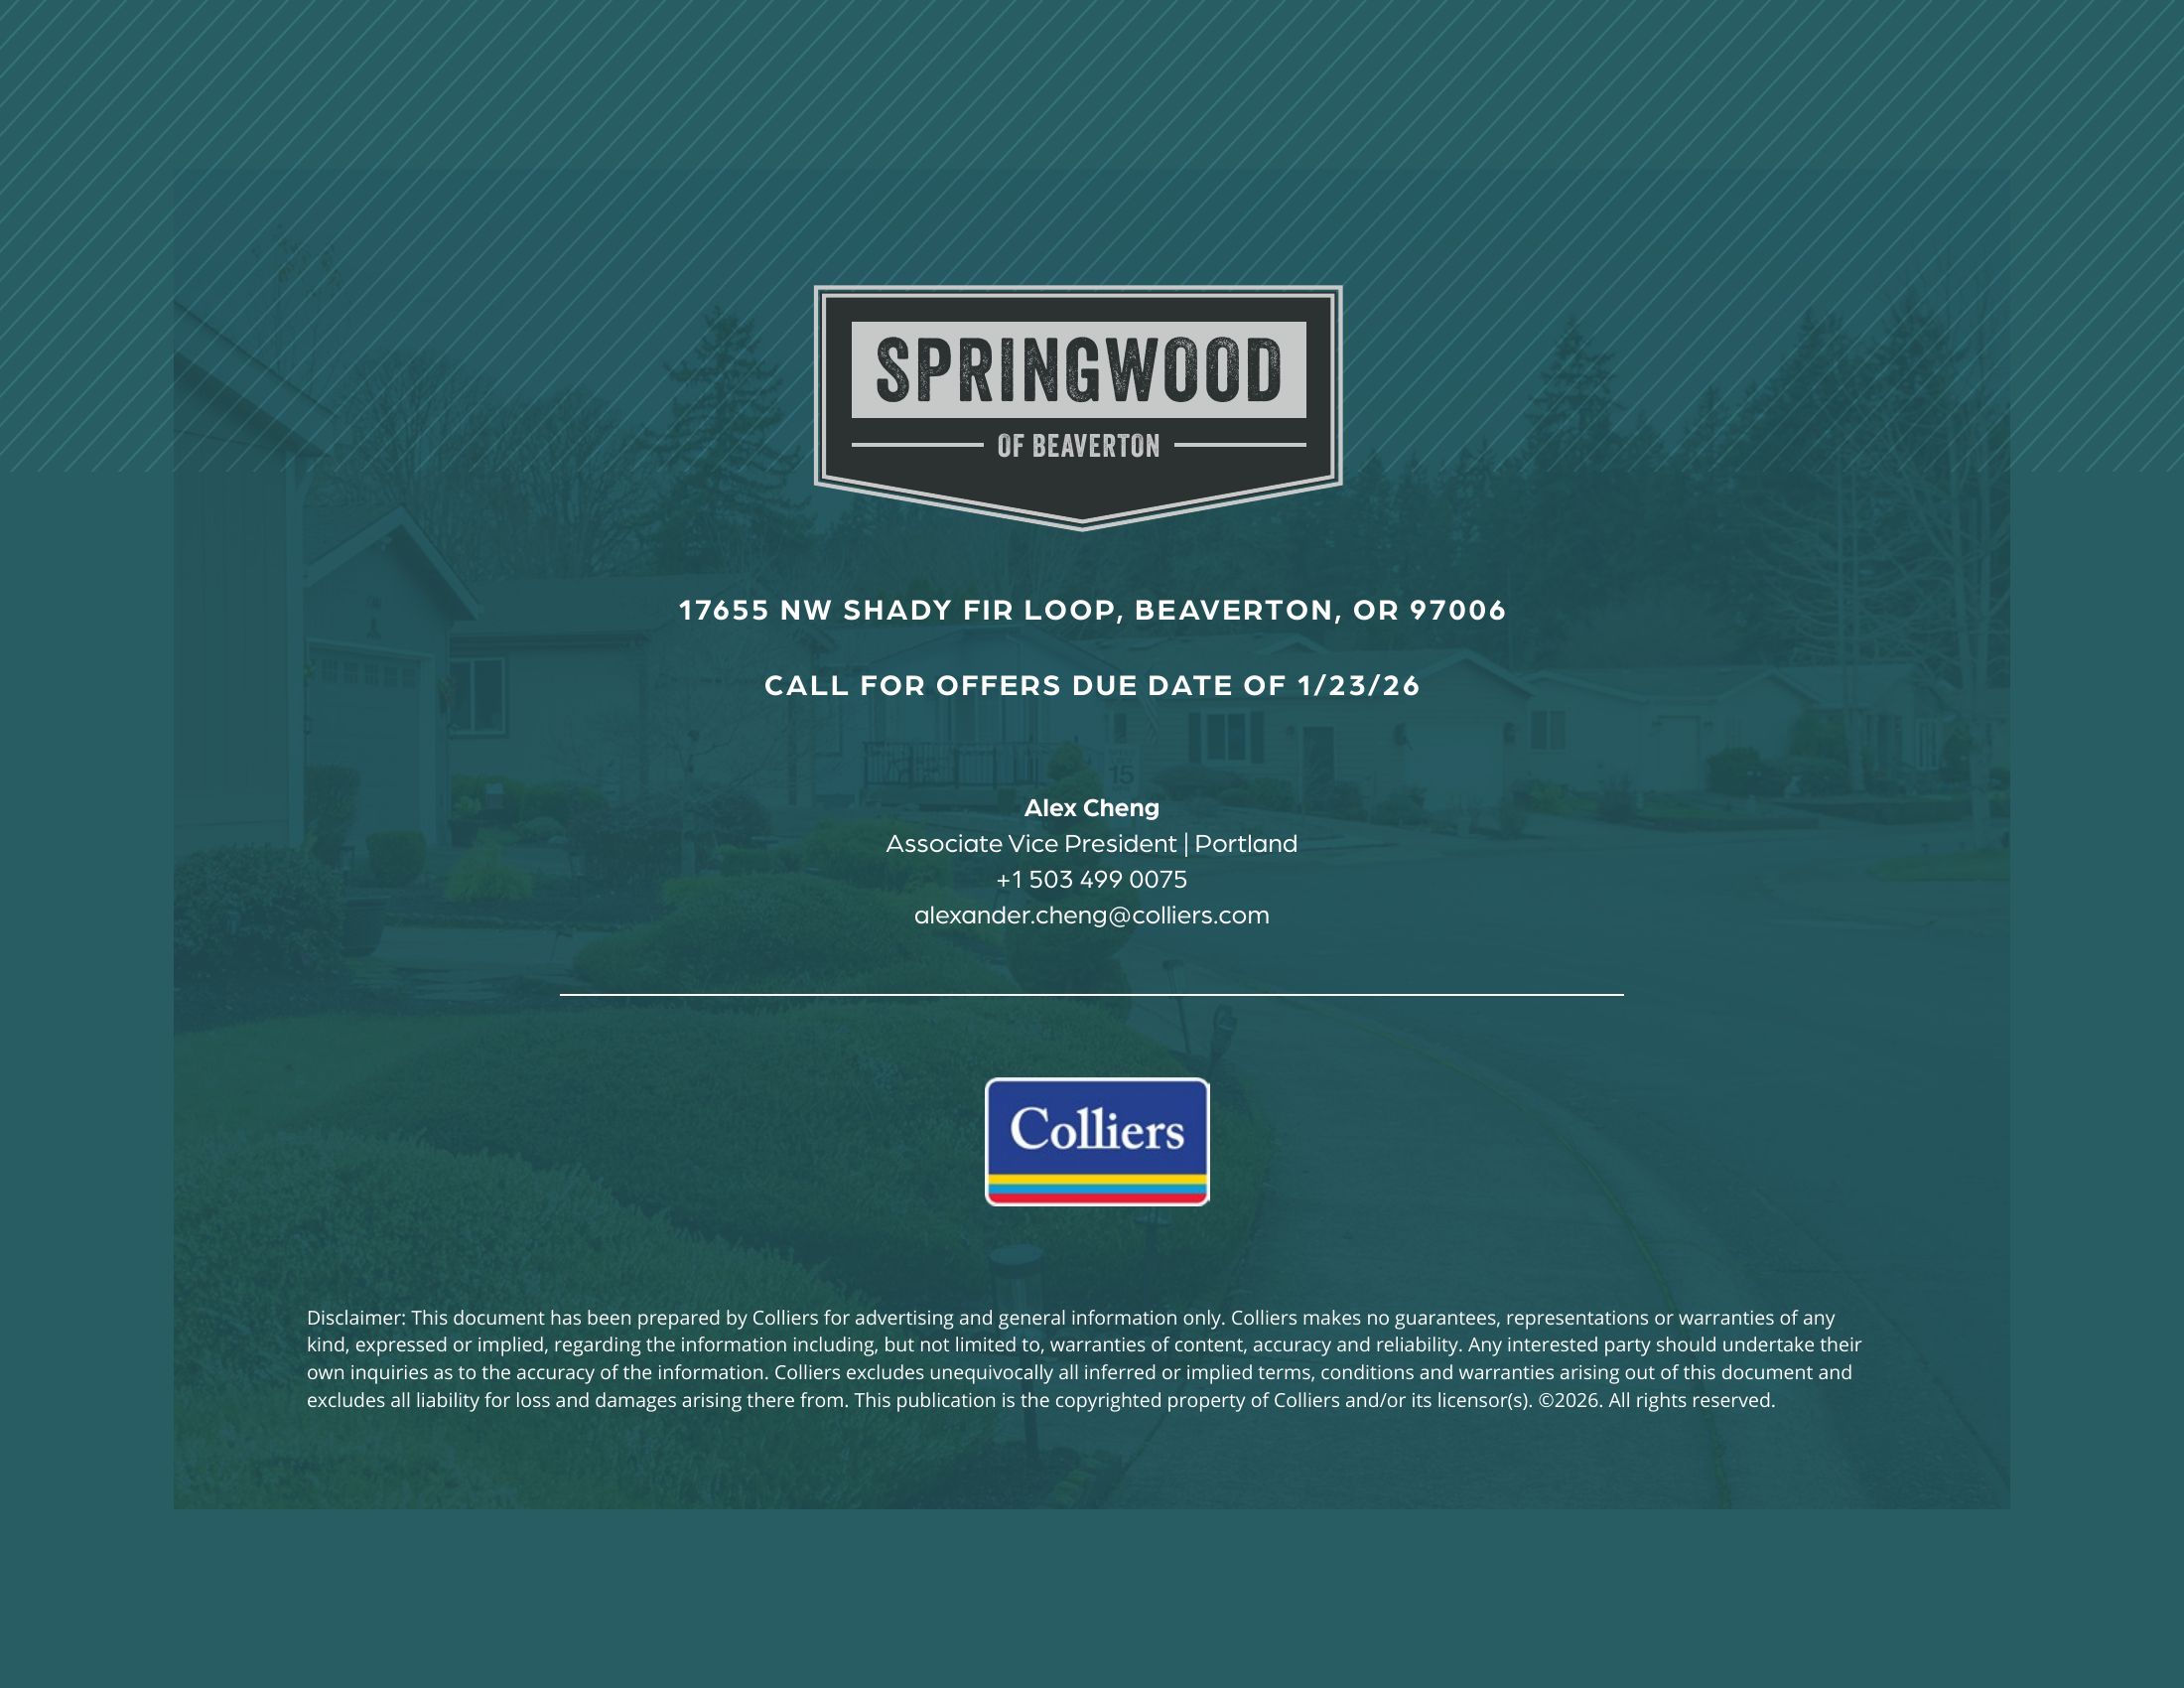 SPRINGWOOD
OF BEAVERTON
17655 NW SHADY FIR LOOP, BEAVERTON, OR 97006
CALL FOR OFFERS DUE DATE OF 1/23/26
15
Alex Cheng
Associate Vice President | Portland
+1 503 499 0075
alexander.cheng@colliers.com
Colliers
Disclaimer: This document has been prepared by Colliers for advertising and general information only. Colliers makes no guarantees, representations or warranties of any
kind, expressed or implied, regarding the information including, but not limited to, warranties of content, accuracy and reliability. Any interested party should undertake their
own inquiries as to the accuracy of the information. Colliers excludes unequivocally all inferred or implied terms, conditions and warranties arising out of this document and
excludes all liability for loss and damages arising there from. This publication is the copyrighted property of Colliers and/or its licensor(s). ©2026. All rights reserved.